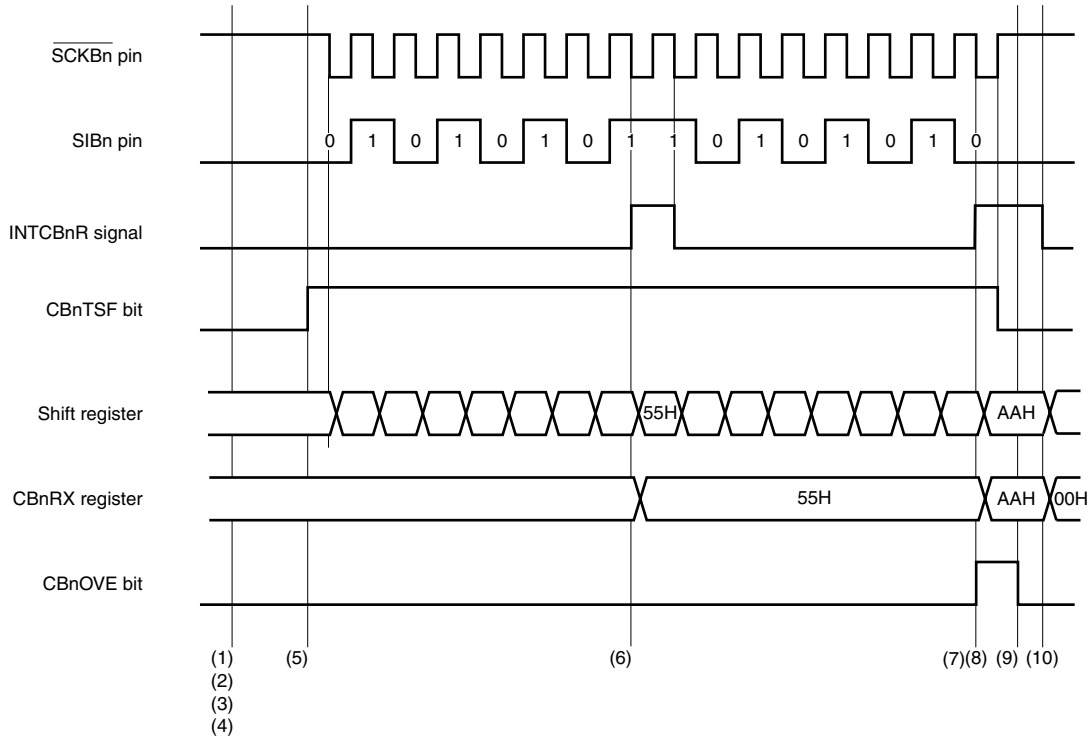 SCKBn pin
SIBn pin
0 1 0 1 0 1 0 1 1 0 1 0 1 0 1 0
INTCBnR signal
CBnTSF bit
Shift register
55H
AAH
CBnRX register
55H
AAH
00H
CBnOVE bit
(1)
(2)
(3)
(4)
(5)
(6)
(7)
(8)
(9)
(10)